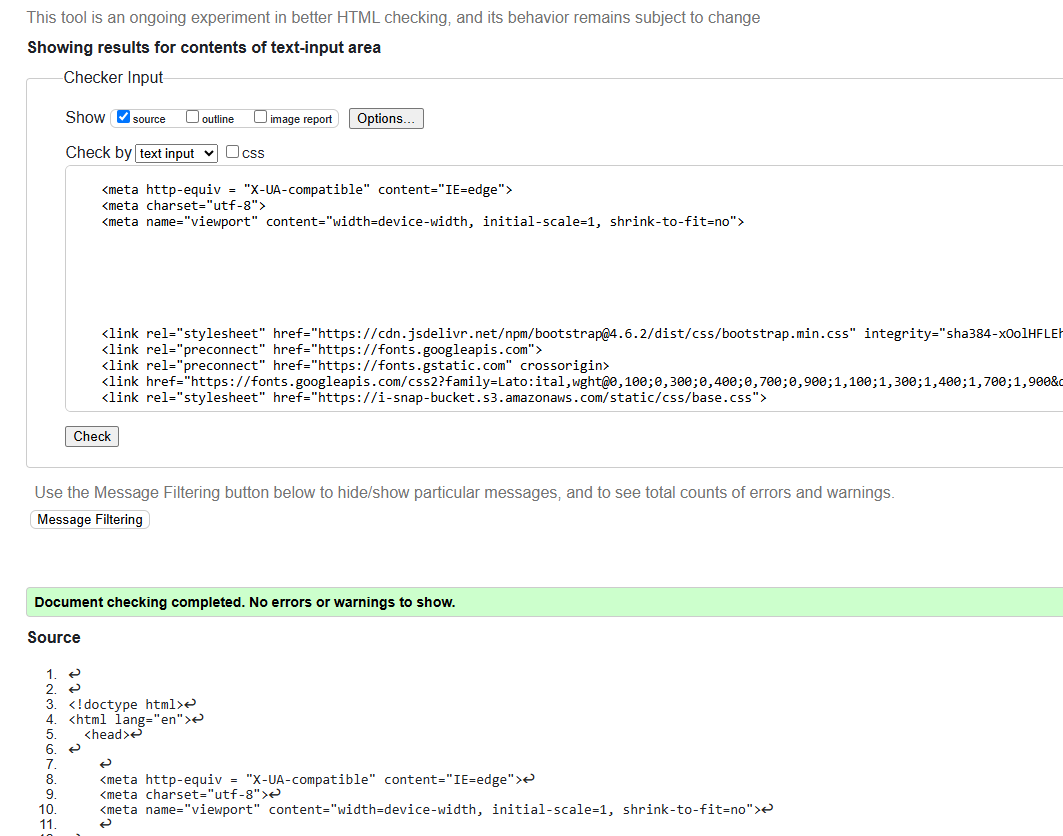 This tool is an ongoing experiment in better HTML checking, and its behavior remains subject to change
Showing results for contents of text-input area
Checker Input
Show source outline image report Options...
Check by text input css
<meta http-equiv = "X-UA-compatible" content="IE=edge">
<meta charset="utf-8">
<meta name="viewport" content="width=device-width, initial-scale=1, shrink-to-fit=no">
<link rel="stylesheet" href="https://cdn.jsdelivr.net/npm/bootstrap@4.6.2/dist/css/bootstrap.min.css" integrity="sha384-xOolHFLEh
<link rel="preconnect" href="https://fonts.googleapis.com">
<link rel="preconnect" href="https://fonts.gstatic.com" crossorigin>
<link href="https://fonts.googleapis.com/css2?family=Lato:ital,wght@0,100;0,300;0,400;0,700;0,900;1,100;1,300;1,400;1,700;1,900&
<link rel="stylesheet" href="https://i-snap-bucket.s3.amazonaws.com/static/css/base.css">
Check
Use the Message Filtering button below to hide/show particular messages, and to see total counts of errors and warnings.
Message Filtering
Document checking completed. No errors or warnings to show.
Source
1. ↩
2. ↩
3. <!doctype html>↩
4. <html lang="en">↩
5. <head>↩
6. ↩
7. ↩
8. <meta http-equiv = "X-UA-compatible" content="IE=edge">↩
9. <meta charset="utf-8">↩
10. <meta name="viewport" content="width=device-width, initial-scale=1, shrink-to-fit=no">↩
11. ↩